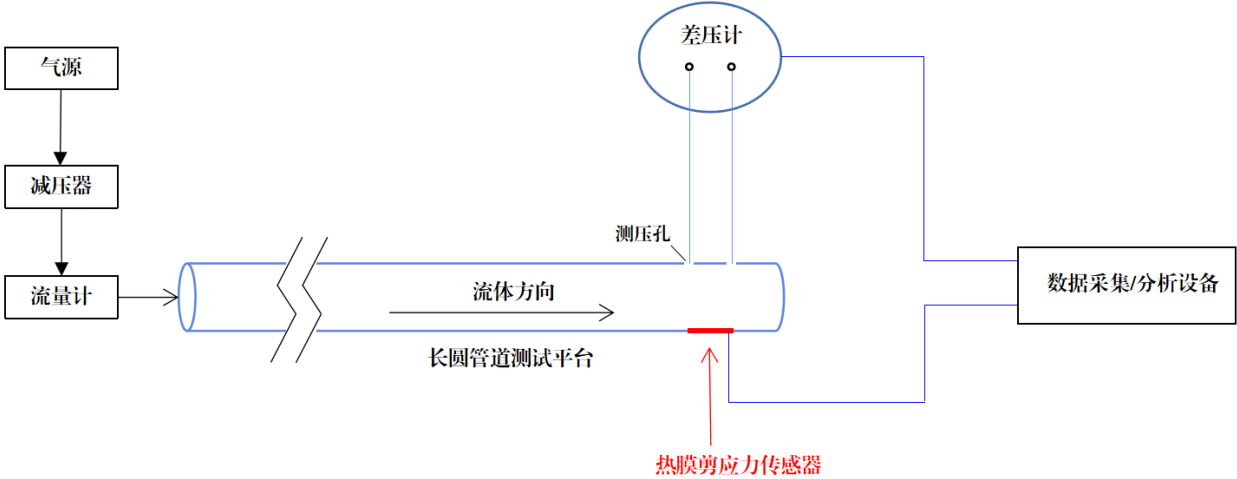 差压计
气源
减压器
测压孔
流量计
流体方向
数据采集/分析设备
长圆管道测试平台
热膜剪应力传感器